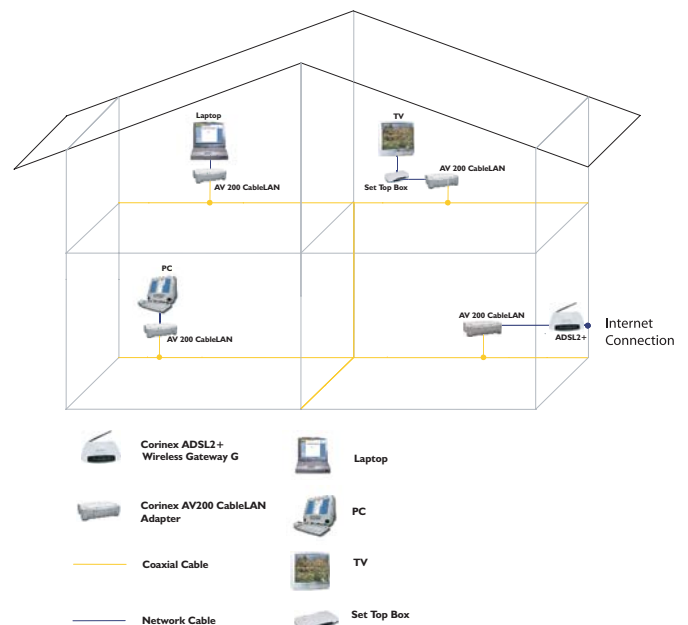 Laptop
TV
AV 200 CableLAN
Set Top Box
AV 200 CableLAN
PC
AV 200 CableLAN
AV 200 CableLAN
ADSL2+
Internet
Connection
Corinex ADSL2+
Wireless Gateway G
Laptop
Corinex AV200 CableLAN
Adapter
PC
Coaxial Cable
TV
Network Cable
Set Top Box